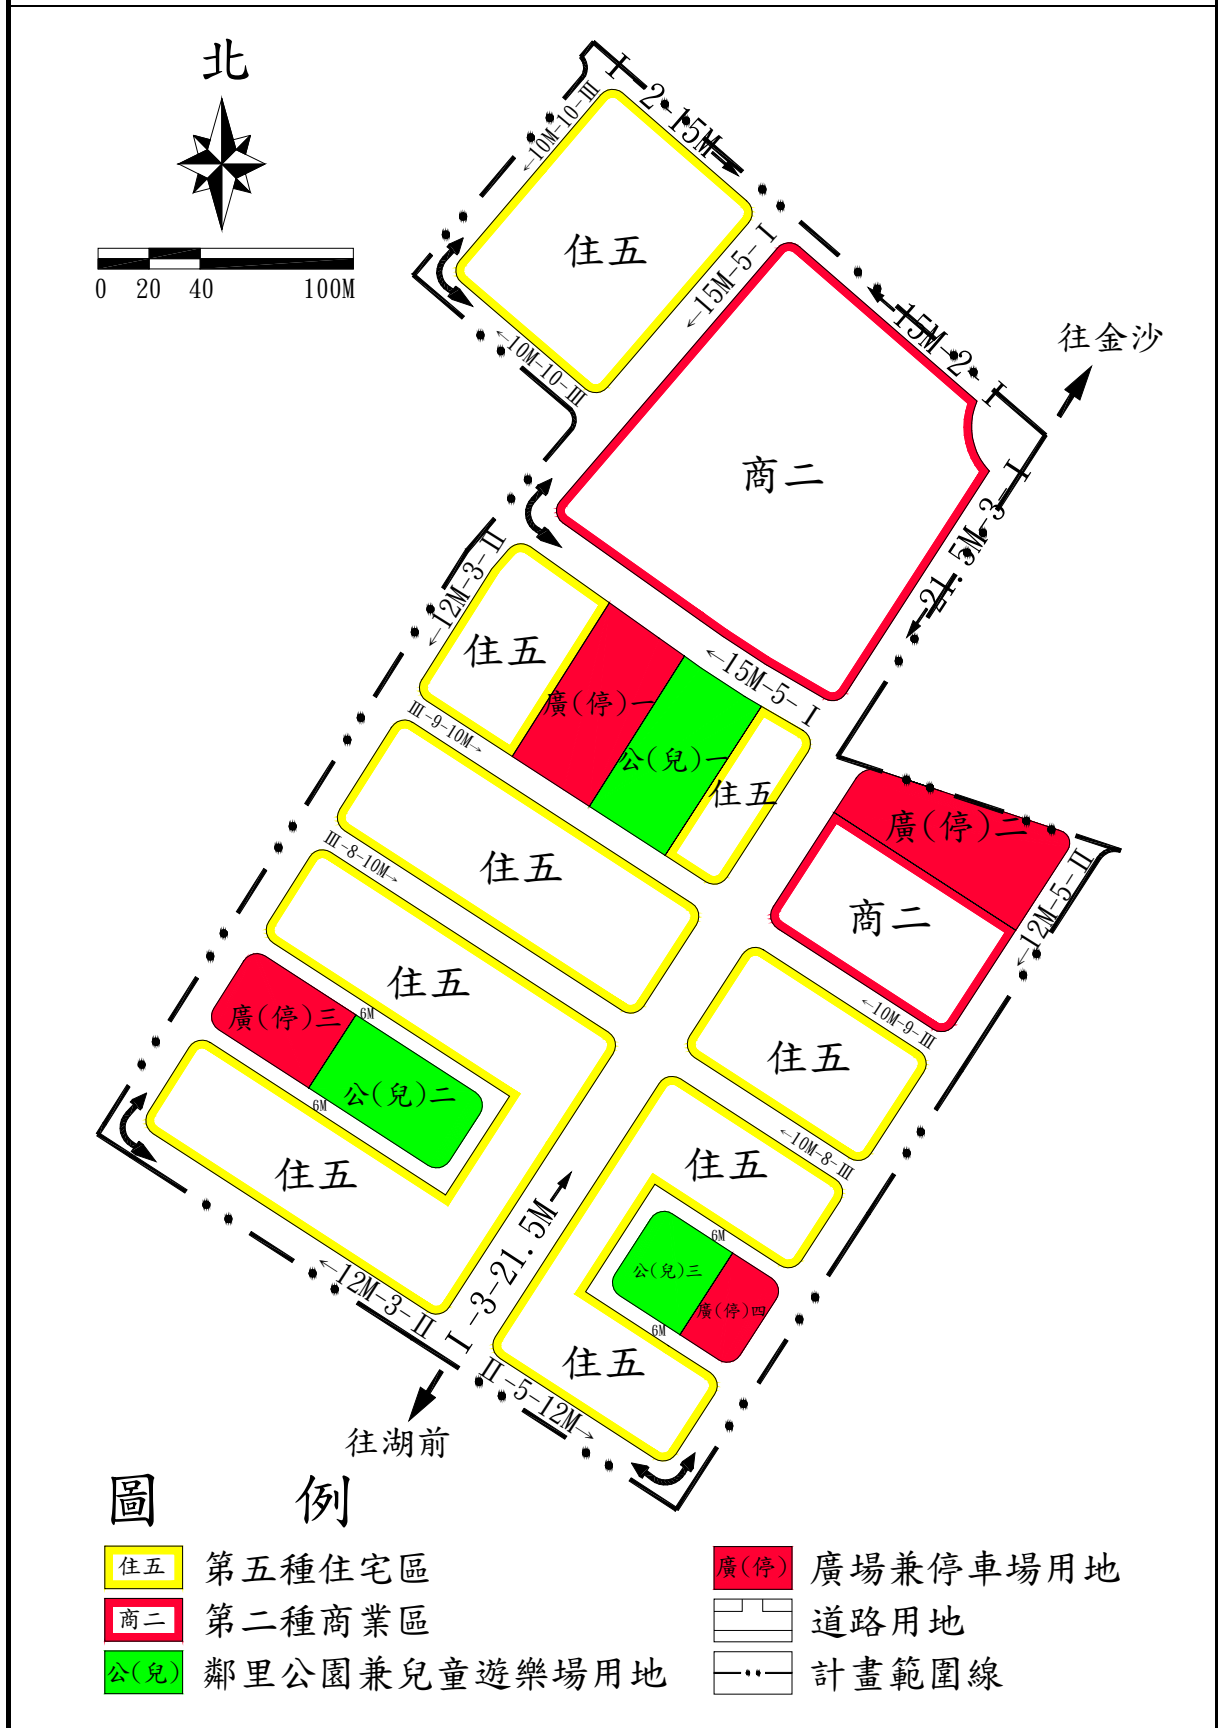 北
0 20 40 100M
I-2-15M→
←10M-10-III
住五
←15M-5-I
←10M-10-III
←15M-2-I
往金沙
商二
←21.5M-3-I
←12M-3-II
住五
廣(停)一
←15M-5-I
公(兒)一
住五
III-9-10M→
廣(停)二
住五
商二
←12M-5-II
III-8-10M→
住五
廣(停)三
6M
←10M-9-III
住五
公(兒)二
6M
住五
←10M-8-III
住五
I-3-21.5M→
6M
公(兒)三
廣(停)四
6M
←12M-3-II
住五
II-5-12M→
往湖前
圖 例
住五 第五種住宅區
商二 第二種商業區
公(兒) 鄰里公園兼兒童遊樂場用地
廣(停) 廣場兼停車場用地
道路用地
計畫範圍線